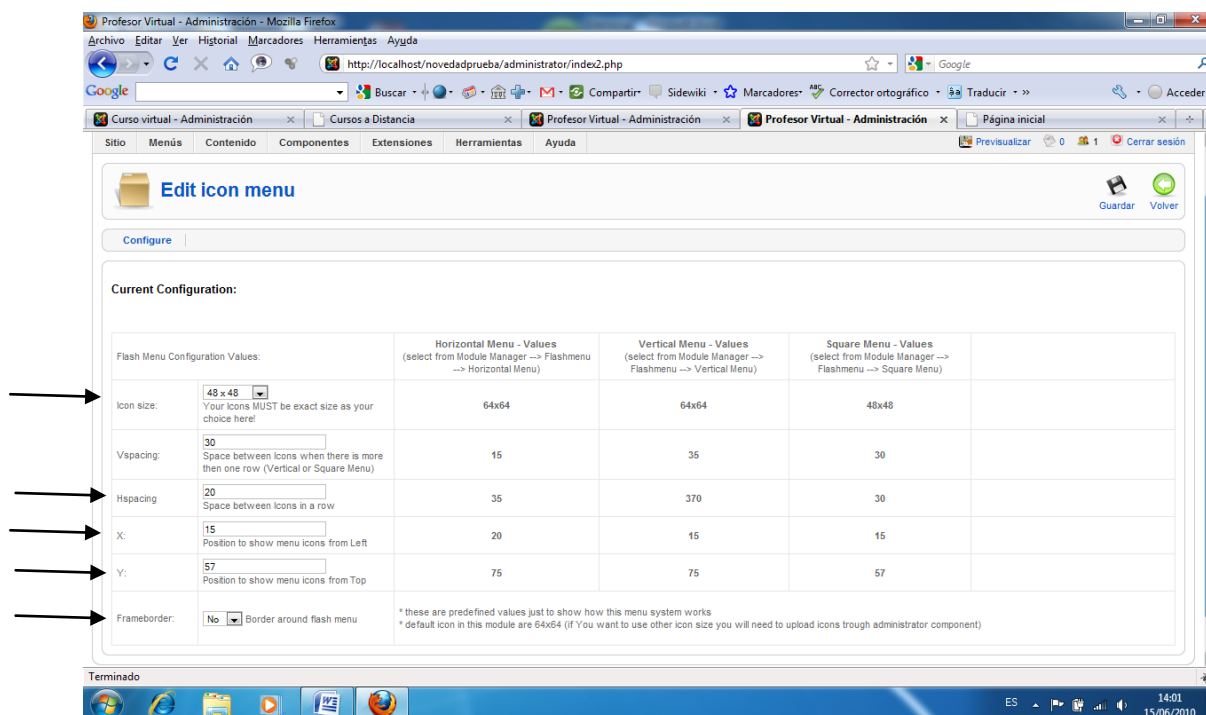 Profesor Virtual - Administración - Mozilla Firefox
Archivo Editar Ver Historial Marcadores Herramientas Ayuda
http://localhost/novedadprueba/administrator/index2.php
Google
Google
Buscar
Compartir
Sidewiki
Marcadores
Corrector ortográfico
Traducir
»
Acceder
Curso virtual - Administración
Cursos a Distancia
Profesor Virtual - Administración
Profesor Virtual - Administración
Página inicial
Sitio Menús Contenido Componentes Extensiones Herramientas Ayuda
Previsualizar 0 1 Cerrar sesión
Edit icon menu
Guardar Volver
Configure
Current Configuration:
Flash Menu Configuration Values:
Horizontal Menu - Values
(select from Module Manager --> Flashmenu
--> Horizontal Menu)
Vertical Menu - Values
(select from Module Manager -->
Flashmenu --> Vertical Menu)
Square Menu - Values
(select from Module Manager -->
Flashmenu --> Square Menu)
Icon size:
48 x 48
Your Icons MUST be exact size as your
choice here!
64x64
64x64
48x48
Vspacing:
30
Space between Icons when there is more
then one row (Vertical or Square Menu)
15
35
30
Hspacing
20
Space between Icons in a row
35
370
30
X:
15
Position to show menu icons from Left
20
15
15
Y:
57
Position to show menu icons from Top
75
75
57
Frameborder:
No Border around flash menu
* these are predefined values just to show how this menu system works
* default icon in this module are 64x64 (if You want to use other icon size you will need to upload icons trough administrator component)
Terminado
ES
14:01
15/06/2010